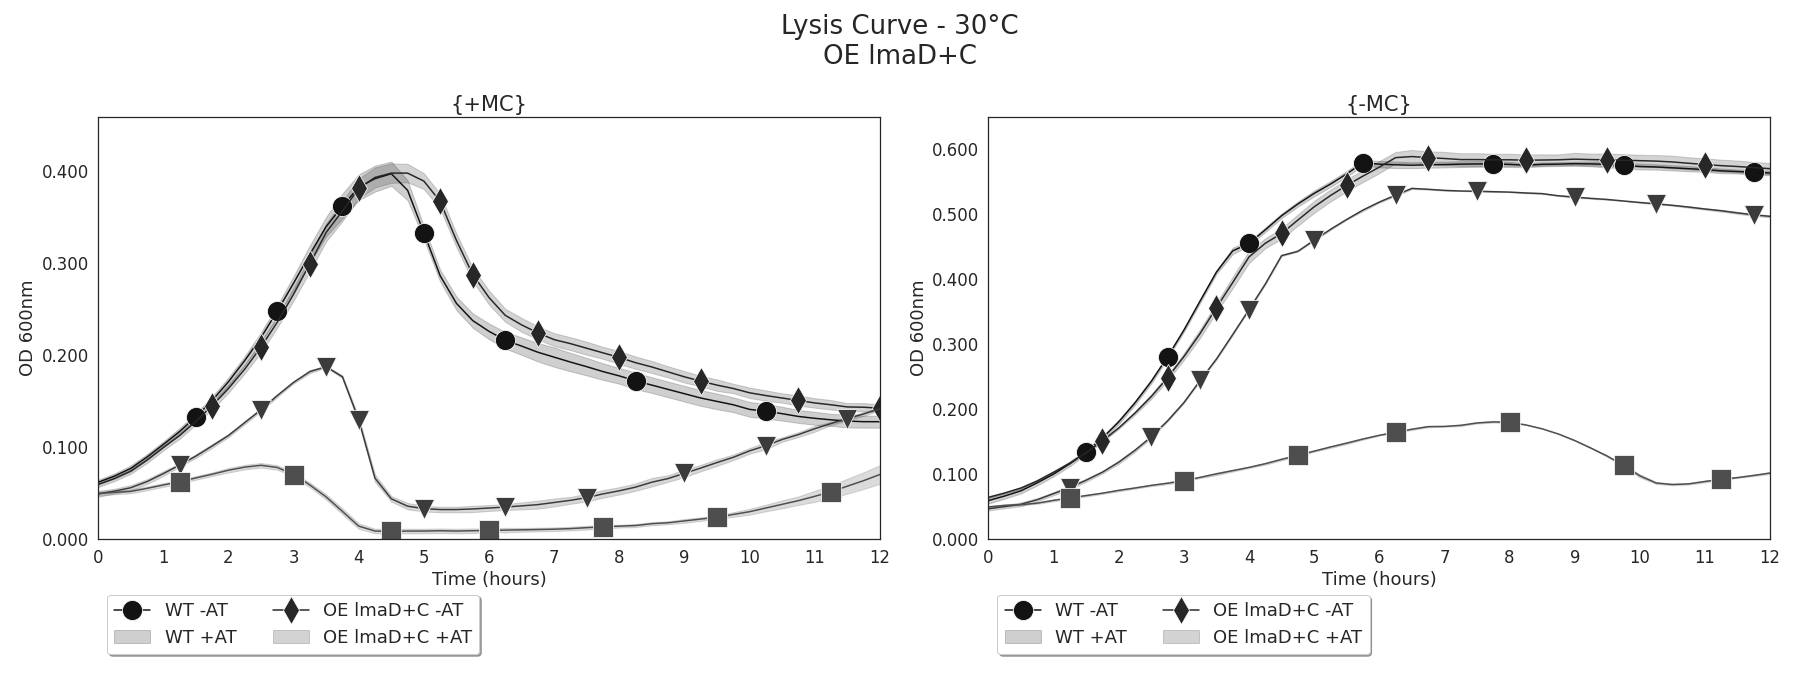 Lysis Curve - 30°C
OE lmaD+C
{+MC}
OD 600nm
0.400
0.300
0.200
0.100
0.000
0 1 2 3 4 5 6 7 8 9 10 11 12
Time (hours)
WT -AT
WT +AT
OE lmaD+C -AT
OE lmaD+C +AT
{-MC}
OD 600nm
0.600
0.500
0.400
0.300
0.200
0.100
0.000
0 1 2 3 4 5 6 7 8 9 10 11 12
Time (hours)
WT -AT
WT +AT
OE lmaD+C -AT
OE lmaD+C +AT